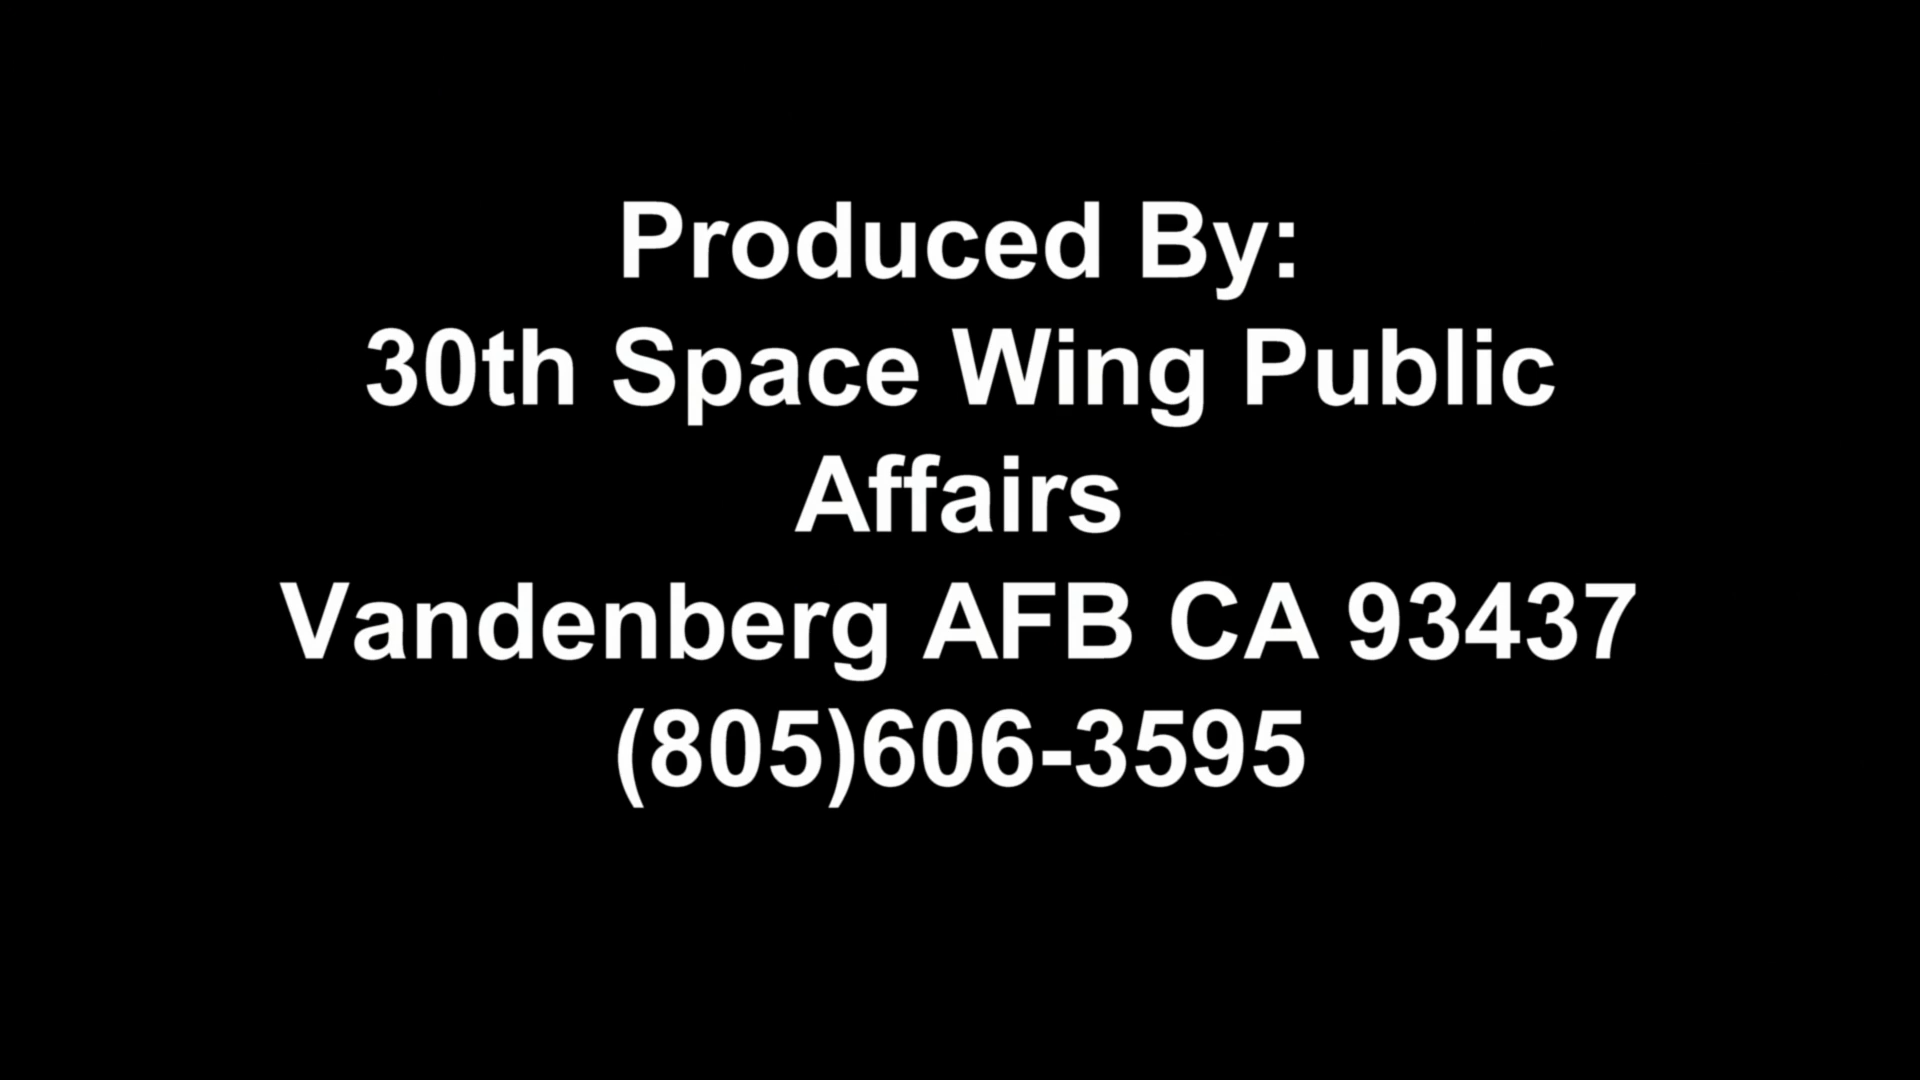 Produced By:
30th Space Wing Public
Affairs
Vandenberg AFB CA 93437
(805)606-3595